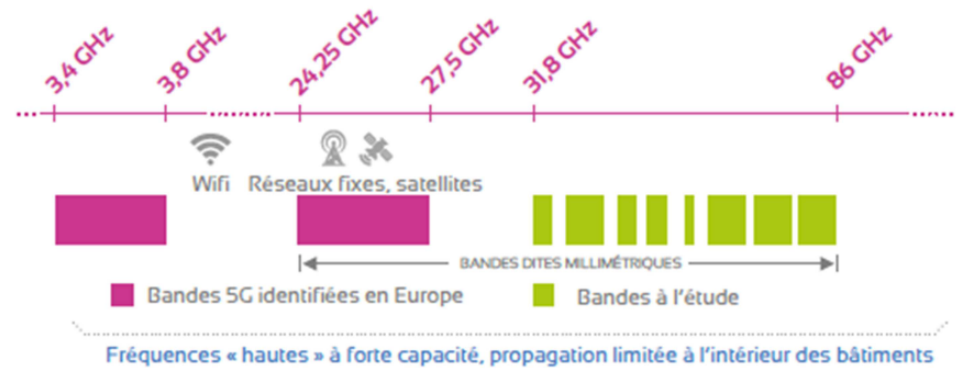 3,4 GHz
3,8 GHz
24,25 GHz
27,5 GHz
31,8 GHz
86 GHz
Wifi
Réseaux fixes, satellites
BANDES DITES MILLIMÉTRIQUES
Bandes 5G identifiées en Europe
Bandes à l'étude
Fréquences « hautes » à forte capacité, propagation limitée à l'intérieur des bâtiments